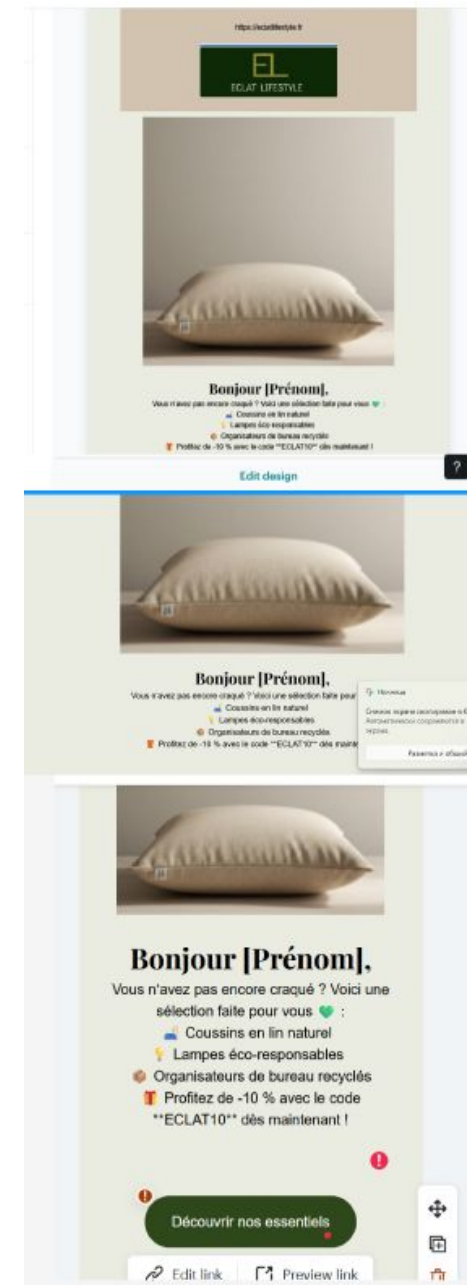 ECLAT LIFESTYLE
Bonjour [Prénom],
Vous n'avez pas encore craqué ? Voici une sélection faite pour vous 💚 :
🛋️ Coussins en lin naturel
💡 Lampes éco-responsables
📦 Organisateurs de bureau recyclés
🎁 Profitez de -10 % avec le code **ECLAT10** dès maintenant !
Edit design
?
Bonjour [Prénom],
Vous n'avez pas encore craqué ? Voici une sélection faite pour
🛋️ Coussins en lin naturel
💡 Lampes éco-responsables
📦 Organisateurs de bureau recyclés
🎁 Profitez de -10 % avec le code **ECLAT10** dès mainte
Ножницы
Bonjour [Prénom],
Vous n'avez pas encore craqué ? Voici une
sélection faite pour vous 💚 :
🛋️ Coussins en lin naturel
💡 Lampes éco-responsables
📦 Organisateurs de bureau recyclés
🎁 Profitez de -10 % avec le code
**ECLAT10** dès maintenant !
Découvrir nos essentiels
Edit link Preview link